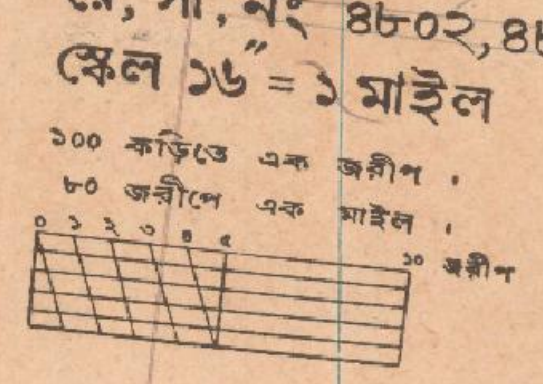 রে, সা, নং ৪৮০২, ৪৮
স্কেল ১৬" = ১ মাইল
১০০ কড়িতে এক জরীপ ।
৮০ জরীপে এক মাইল ।
০ ১ ২ ৩ ৪ ৫ ১০ জরীপ